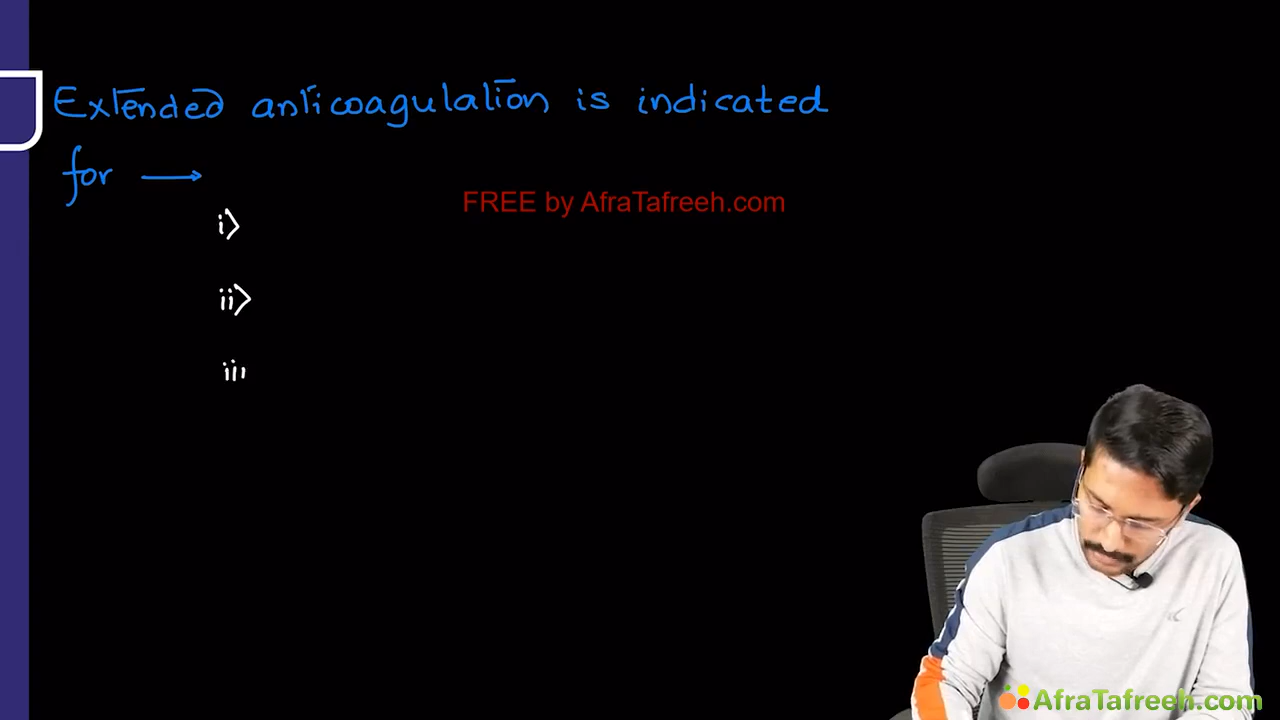 Extended anticoagulation is indicated
for →
FREE by AfraTafreeh.com
i>
ii>
iii
AfraTafreeh.com